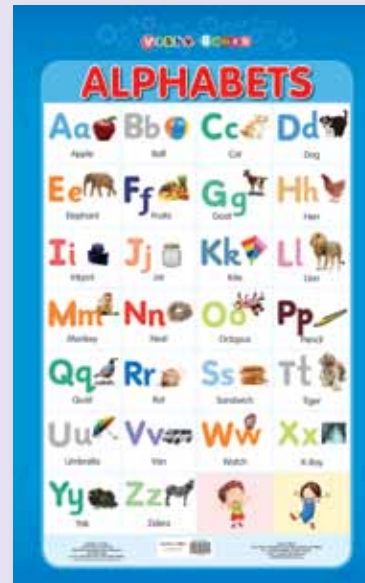 ALPHABETS
Aa Bb Cc Dd
Apple Ball Cat Dog
Ee Ff Gg Hh
Elephant Fruits Goat Hen
Ii Jj Kk Ll
Inkpot Jar Kite Lion
Mm Nn Oo Pp
Monkey Nest Octopus Pencil
Qq Rr Ss Tt
Quail Rat Sandwich Tiger
Uu Vv Ww Xx
Umbrella Van Watch X-Ray
Yy Zz
Yak Zebra